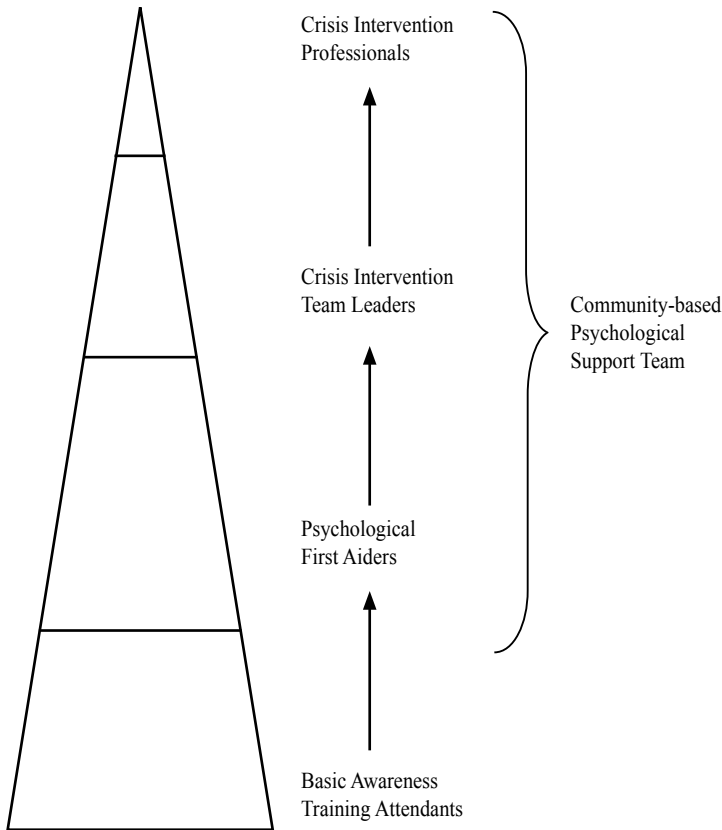 Crisis Intervention
Professionals
Crisis Intervention
Team Leaders
Community-based
Psychological
Support Team
Psychological
First Aiders
Basic Awareness
Training Attendants